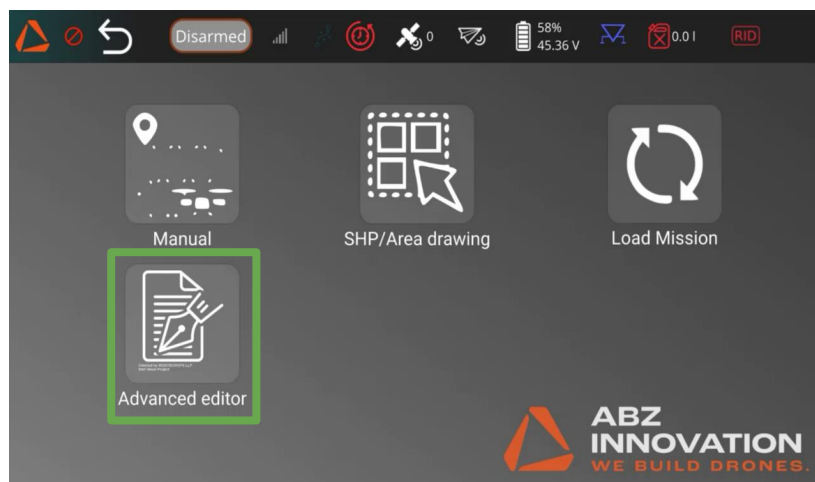 Disarmed
0
58%
45.36 V
0.0 l
RID
Manual
SHP/Area drawing
Load Mission
Advanced editor
ABZ
INNOVATION
WE BUILD DRONES.